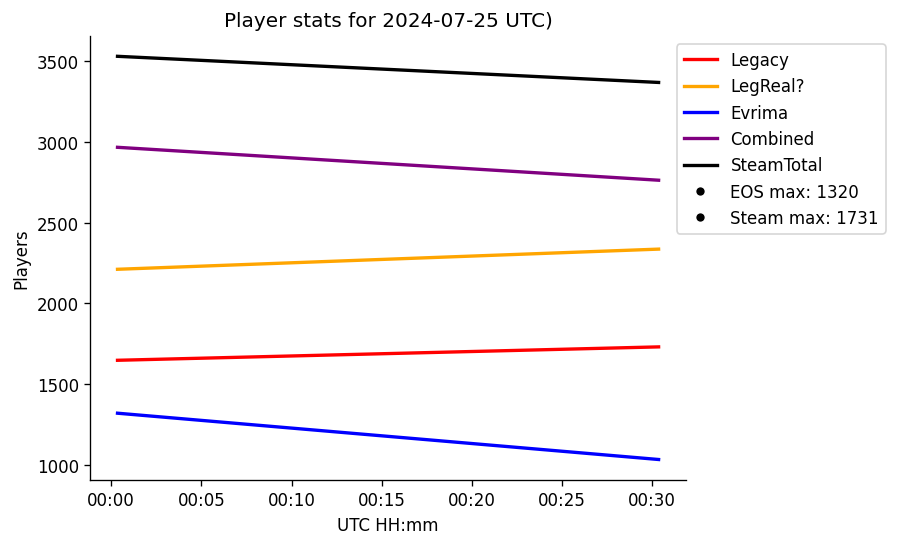 Player stats for 2024-07-25 UTC)
Players
3500
3000
2500
2000
1500
1000
00:00 00:05 00:10 00:15 00:20 00:25 00:30
UTC HH:mm
Legacy
LegReal?
Evrima
Combined
SteamTotal
EOS max: 1320
Steam max: 1731